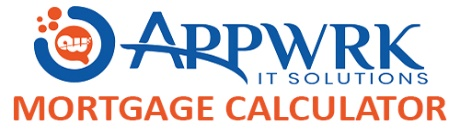 aw
APPWRK
IT SOLUTIONS
MORTGAGE CALCULATOR